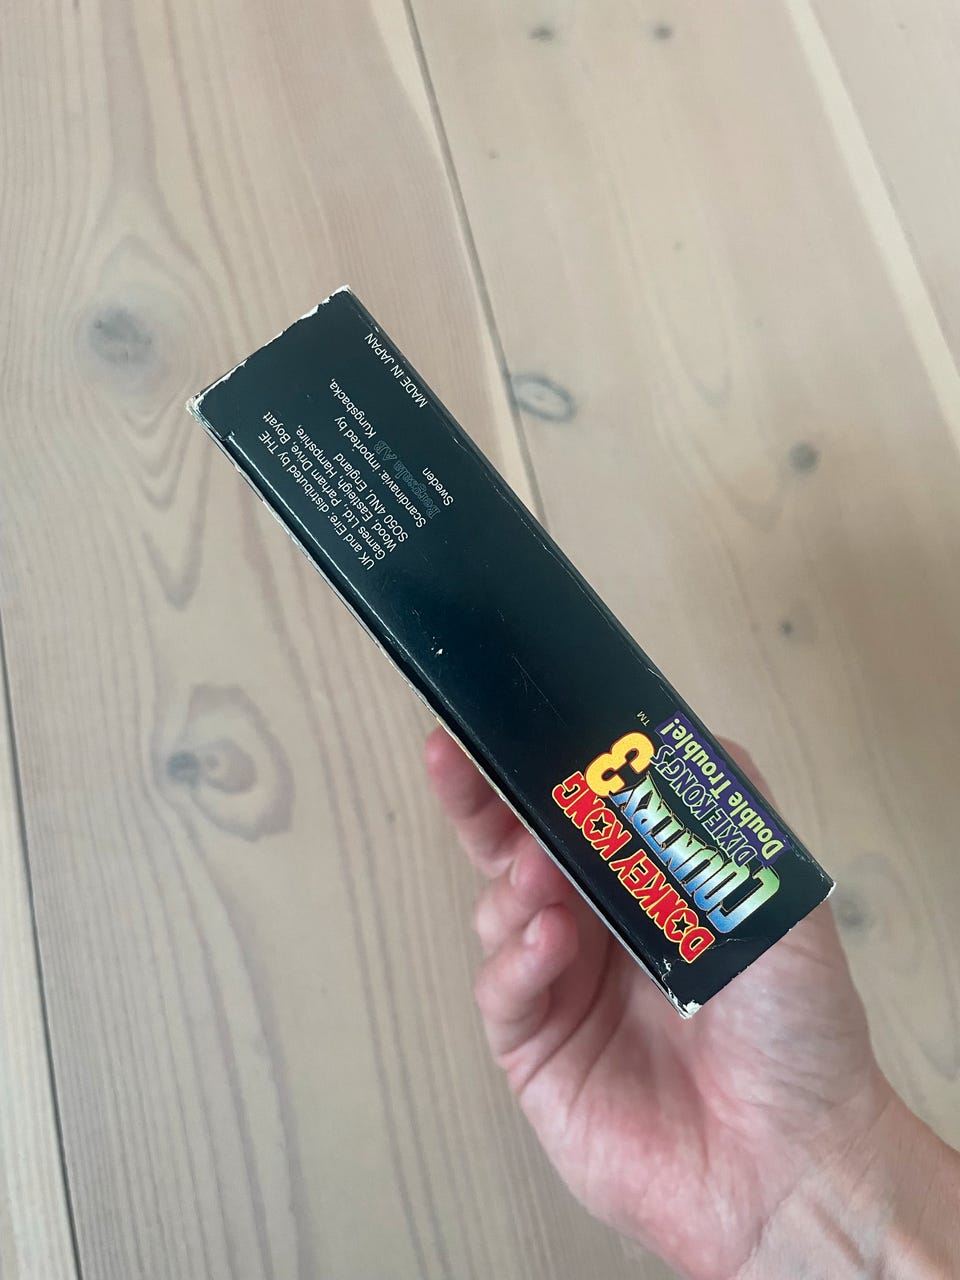 DONKEY KONG
COUNTRY 3
DIXIE KONG'S
Double Trouble!
TM
UK and Eire: distributed by THE
Games Ltd, Parham Drive, Boyatt
Wood, Eastleigh, Hampshire,
SO50 4NU, England
Scandinavia: imported by
Bergsala AB Kungsbacka,
Sweden
MADE IN JAPAN